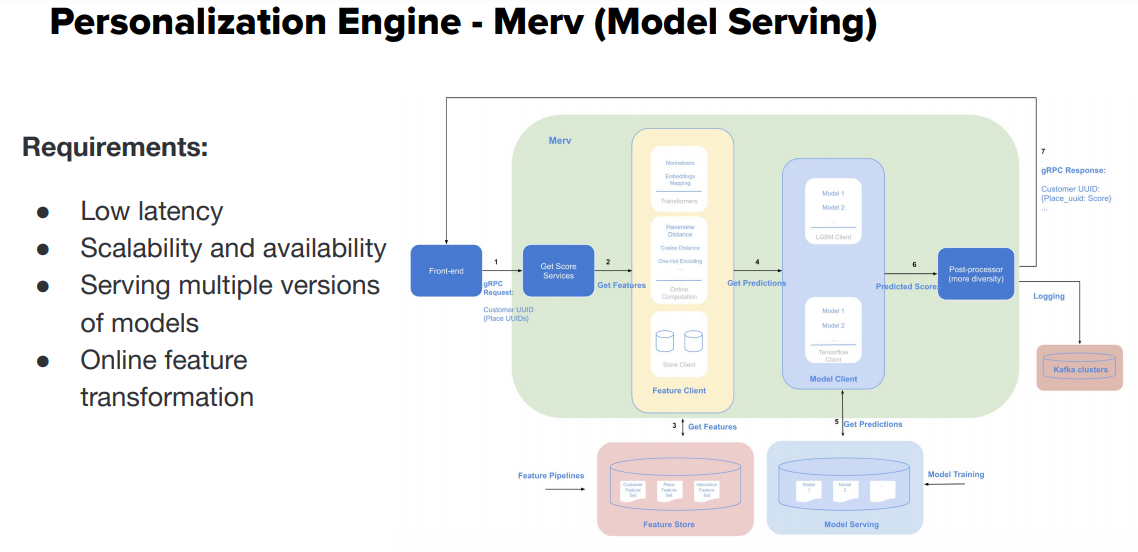 Personalization Engine - Merv (Model Serving)
Requirements:
● Low latency
● Scalability and availability
● Serving multiple versions
of models
● Online feature
transformation
Merv
Front-end
1
gRPC
Request:
Customer UUID
{Place UUIDs}
Get Score
Services
2
Get Features
Normalizers
Embeddings
Mapping
Transformers
Haversine
Distance
Cosine Distance
One-Hot Encoding
...
Online
Computation
Store Client
Feature Client
3
Get Features
4
Get Predictions
Model 1
Model 2
...
LGBM Client
Model 1
Model 2
...
Tensorflow
Client
Model Client
5
Get Predictions
6
Predicted Score
Post-processor
(more diversity)
7
gRPC Response:
Customer UUID:
{Place_uuid: Score}
...
Logging
Kafka clusters
Feature Pipelines
Customer
Feature
Set
Place
Feature
Set
Interactive
Feature
Set
Feature Store
Model
1
Model
2
...
Model Serving
Model Training